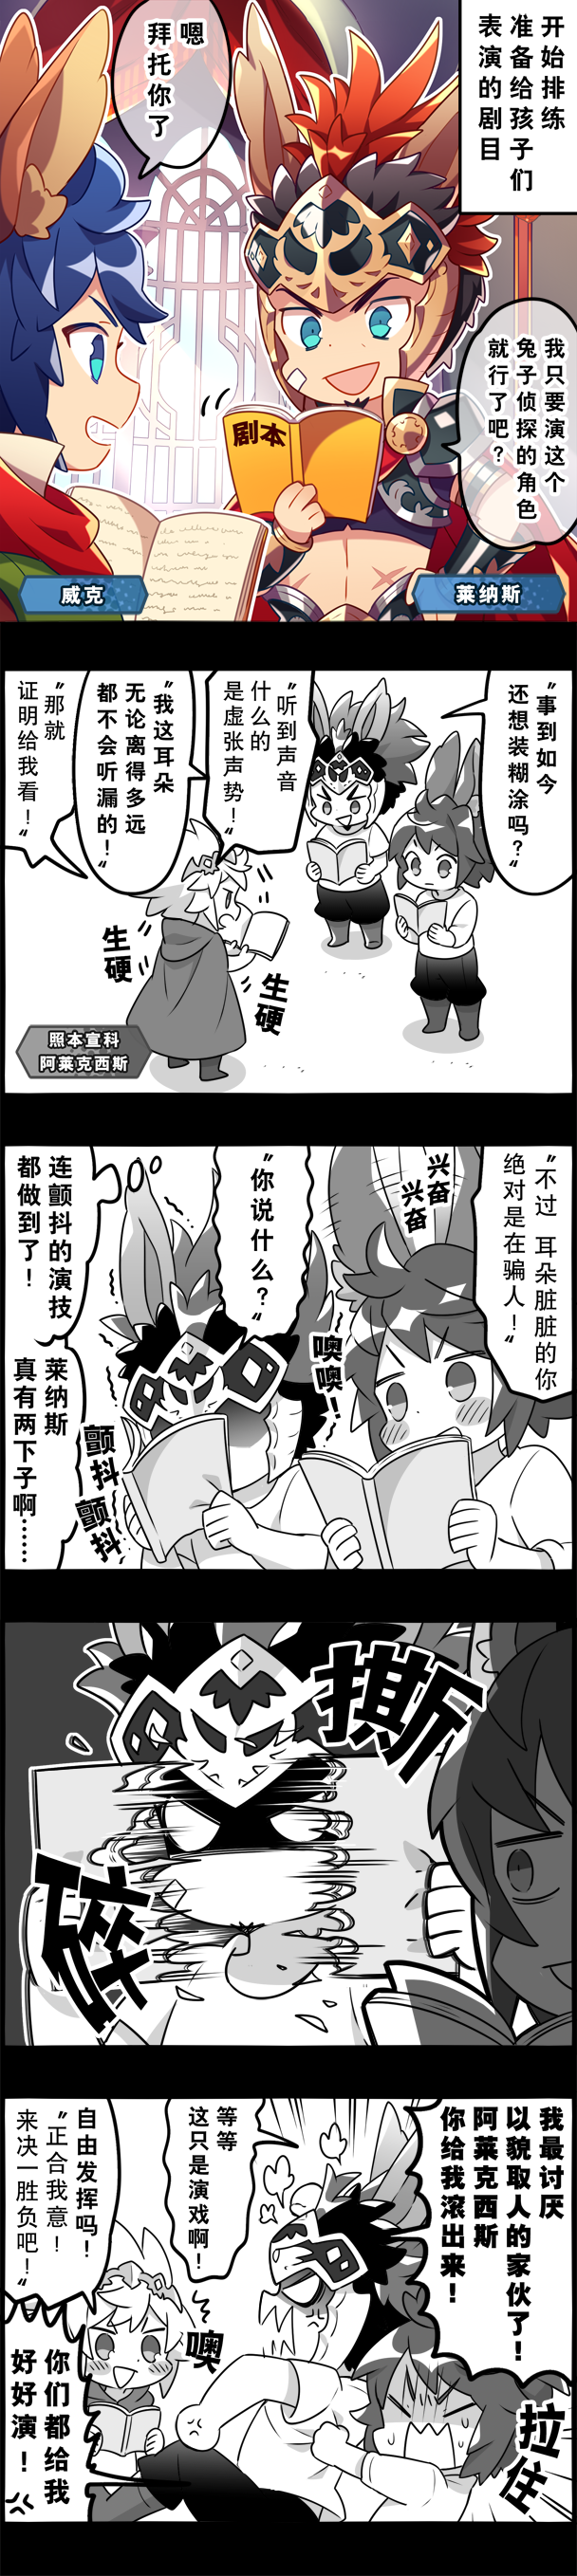 开始排练
准备给孩子们
表演的剧目
嗯
拜托你了
我只要演这个
兔子侦探的角色
就行了吧？
剧本
威克
莱纳斯
“事到如今
还想装糊涂吗？”
“听到声音
什么的
是虚张声势！”
“我这耳朵
无论离得多远
都不会听漏的！”
“那就
证明给我看！”
生硬
生硬
照本宣科
阿莱克西斯
“不过 耳朵脏脏的你
绝对是在骗人！”
兴奋
兴奋
噢噢！
“你说什么？”
颤抖颤抖
连颤抖的演技
都做到了！
莱纳斯
真有两下子啊……
撕
碎
我最讨厌
以貌取人的家伙了！
阿莱克西斯
你给我滚出来！
拉住
等等
这只是演戏啊！
噢
自由发挥吗！
“正合我意！
来决一胜负吧！”
你们都给我
好好演！